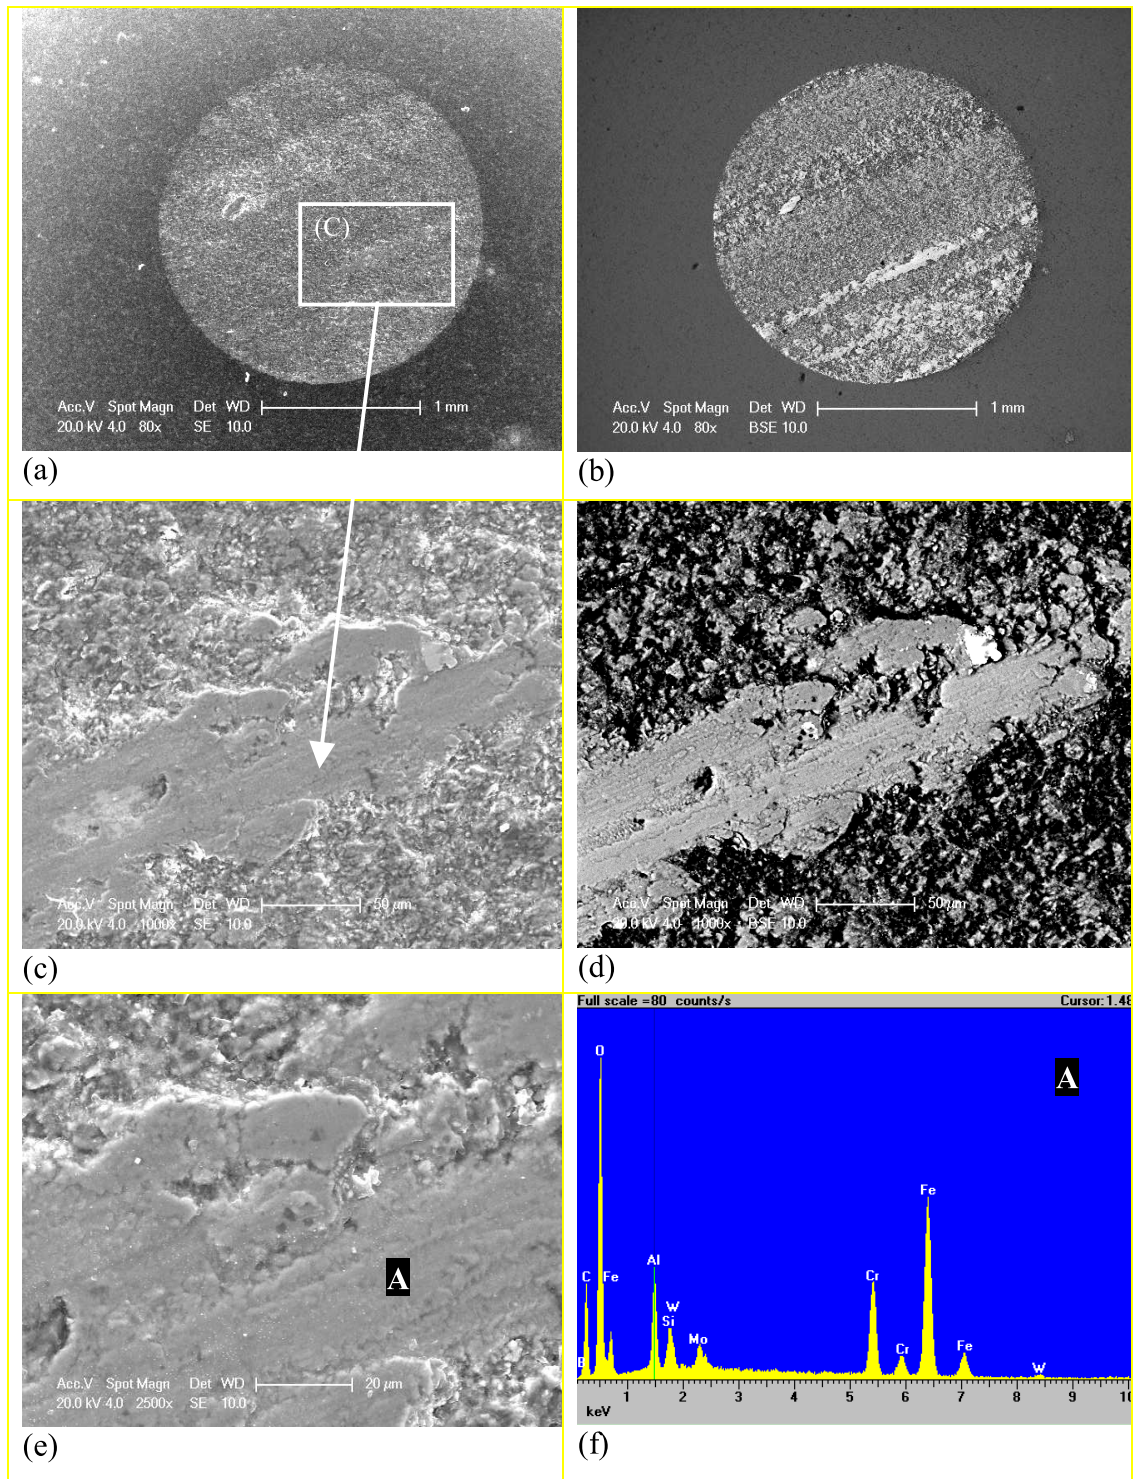 (C)
Acc.V Spot Magn Det WD 1 mm
20.0 kV 4.0 80x SE 10.0
(a)
Acc.V Spot Magn Det WD 1 mm
20.0 kV 4.0 80x BSE 10.0
(b)
Acc.V Spot Magn Det WD 50 µm
20.0 kV 4.0 1000x SE 10.0
(c)
Acc.V Spot Magn Det WD 50 µm
20.0 kV 4.0 1000x BSE 10.0
(d)
A
Acc.V Spot Magn Det WD 20 µm
20.0 kV 4.0 2500x SE 10.0
(e)
Full scale =80 counts/s Cursor: 1.48
A
O
Fe
Al
C Fe Cr
W
Si
Mo
Cr Fe
W
1 2 3 4 5 6 7 8 9 10
keV
(f)